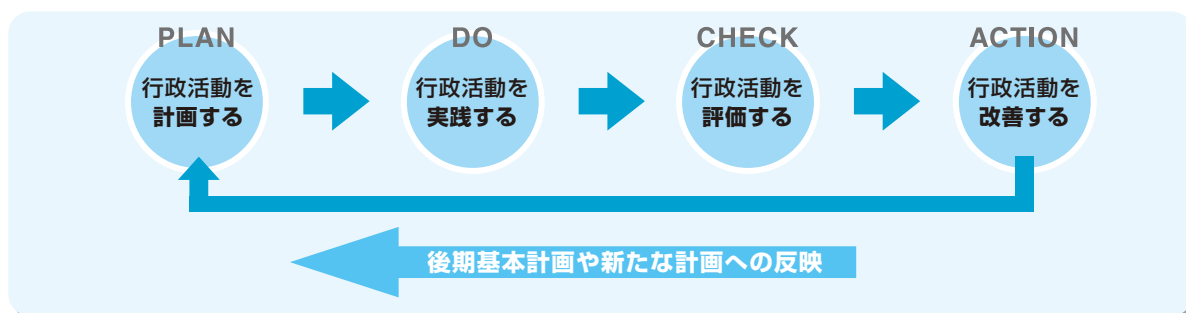 PLAN
行政活動を
計画する
DO
行政活動を
実践する
CHECK
行政活動を
評価する
ACTION
行政活動を
改善する
後期基本計画や新たな計画への反映